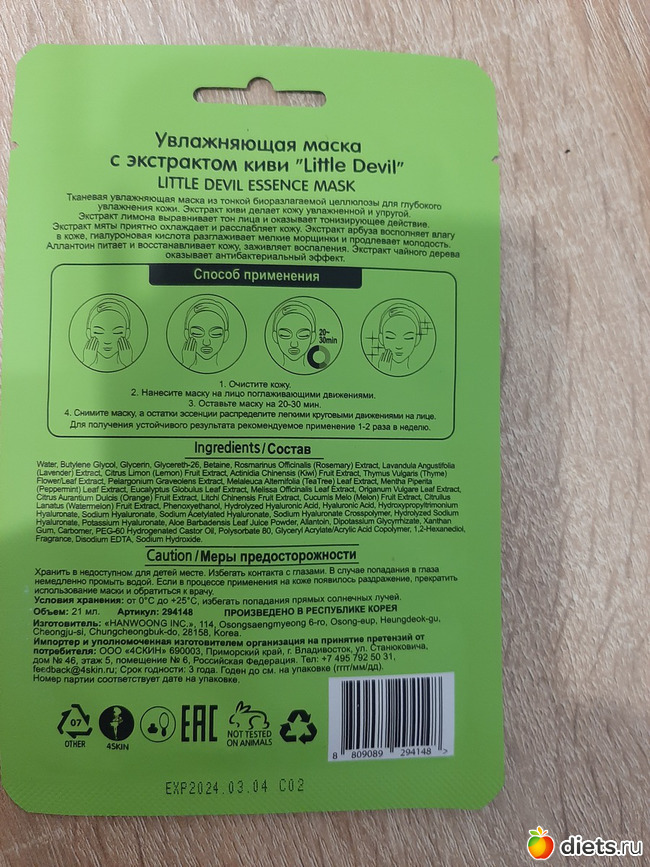 Увлажняющая маска
с экстрактом киви "Little Devil"
LITTLE DEVIL ESSENCE MASK
Тканевая увлажняющая маска из тонкой биоразлагаемой целлюлозы для глубокого
увлажнения кожи. Экстракт киви делает кожу увлажненной и упругой.
Экстракт лимона выравнивает тон лица и оказывает тонизирующее действие.
Экстракт мяты приятно охлаждает и расслабляет кожу. Экстракт арбуза восполняет влагу
в коже, гиалуроновая кислота разглаживает мелкие морщинки и продлевает молодость.
Аллантоин питает и восстанавливает кожу, заживляет воспаления. Экстракт чайного дерева
оказывает антибактериальный эффект.
Способ применения
20~
30min
1. Очистите кожу.
2. Нанесите маску на лицо поглаживающими движениями.
3. Оставьте маску на 20-30 мин.
4. Снимите маску, а остатки эссенции распределите легкими круговыми движениями на лице.
Для получения устойчивого результата рекомендуемое применение 1-2 раза в неделю.
Ingredients/Состав
Water, Butylene Glycol, Glycerin, Glycereth-26, Betaine, Rosmarinus Officinalis (Rosemary) Extract, Lavandula Angustifolia
(Lavender) Extract, Citrus Limon (Lemon) Fruit Extract, Actinidia Chinensis (Kiwi) Fruit Extract, Thymus Vulgaris (Thyme)
Flower/Leaf Extract, Pelargonium Graveolens Extract, Melaleuca Alternifolia (TeaTree) Leaf Extract, Mentha Piperita
(Peppermint) Leaf Extract, Eucalyptus Globulus Leaf Extract, Melissa Officinalis Leaf Extract, Origanum Vulgare Leaf Extract,
Citrus Aurantium Dulcis (Orange) Fruit Extract, Litchi Chinensis Fruit Extract, Cucumis Melo (Melon) Fruit Extract, Citrullus
Lanatus (Watermelon) Fruit Extract, Phenoxyethanol, Hydrolyzed Hyaluronic Acid, Hyaluronic Acid, Hydroxypropyltrimonium
Hyaluronate, Sodium Hyaluronate, Sodium Acetylated Hyaluronate, Sodium Hyaluronate Crosspolymer, Hydrolyzed Sodium
Hyaluronate, Potassium Hyaluronate, Aloe Barbadensis Leaf Juice Powder, Allantoin, Dipotassium Glycyrrhizate, Xanthan
Gum, Carbomer, PEG-60 Hydrogenated Castor Oil, Polysorbate 80, Glyceryl Acrylate/Acrylic Acid Copolymer, 1,2-Hexanediol,
Fragrance, Disodium EDTA, Sodium Hydroxide.
Caution/Меры предосторожности
Хранить в недоступном для детей месте. Избегать контакта с глазами. В случае попадания в глаза
немедленно промыть водой. Если в процессе применения на коже появилось раздражение, прекратить
использование маски и обратиться к врачу.
Условия хранения: от 0°C до +25°C, избегать попадания прямых солнечных лучей.
Объем: 21 мл. Артикул: 294148 ПРОИЗВЕДЕНО В РЕСПУБЛИКЕ КОРЕЯ
Изготовитель: «HANWOONG INC.», 114, Osongsaengmyeong 6-ro, Osong-eup, Heungdeok-gu,
Cheongju-si, Chungcheongbuk-do, 28158, Korea.
Импортер и уполномоченная изготовителем организация на принятие претензий от
потребителя: ООО «4СКИН» 690003, Приморский край, г. Владивосток, ул. Станюковича,
дом № 46, этаж 5, помещение № 6, Российская Федерация. Тел.: +7 495 792 50 31,
feedback@4skin.ru Срок годности: 3 года. Годен до см. на упаковке (ггггг/мм/дд).
Номер партии соответствует дате на упаковке.
07
OTHER
4SKIN
EAC
NOT TESTED
ON ANIMALS
8 809089 294148 >
EXP2024.03.04 C02
diets.ru